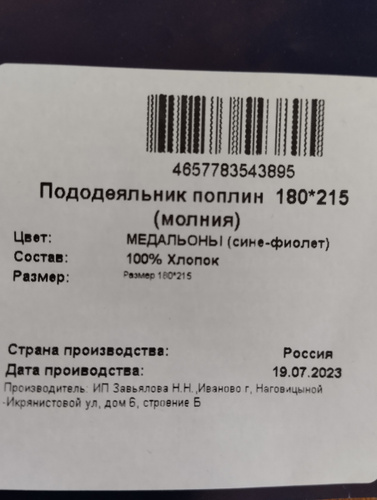 4657783543895
Пододеяльник поплин 180*215
(молния)
Цвет: МЕДАЛЬОНЫ (сине-фиолет)
Состав: 100% Хлопок
Размер: Размер 180*215
Страна производства: Россия
Дата проиводства: 19.07.2023
Производитель: ИП Завьялова Н.Н.,Иваново г, Наговицыной
-Икрянистовой ул, дом 6, строение Б